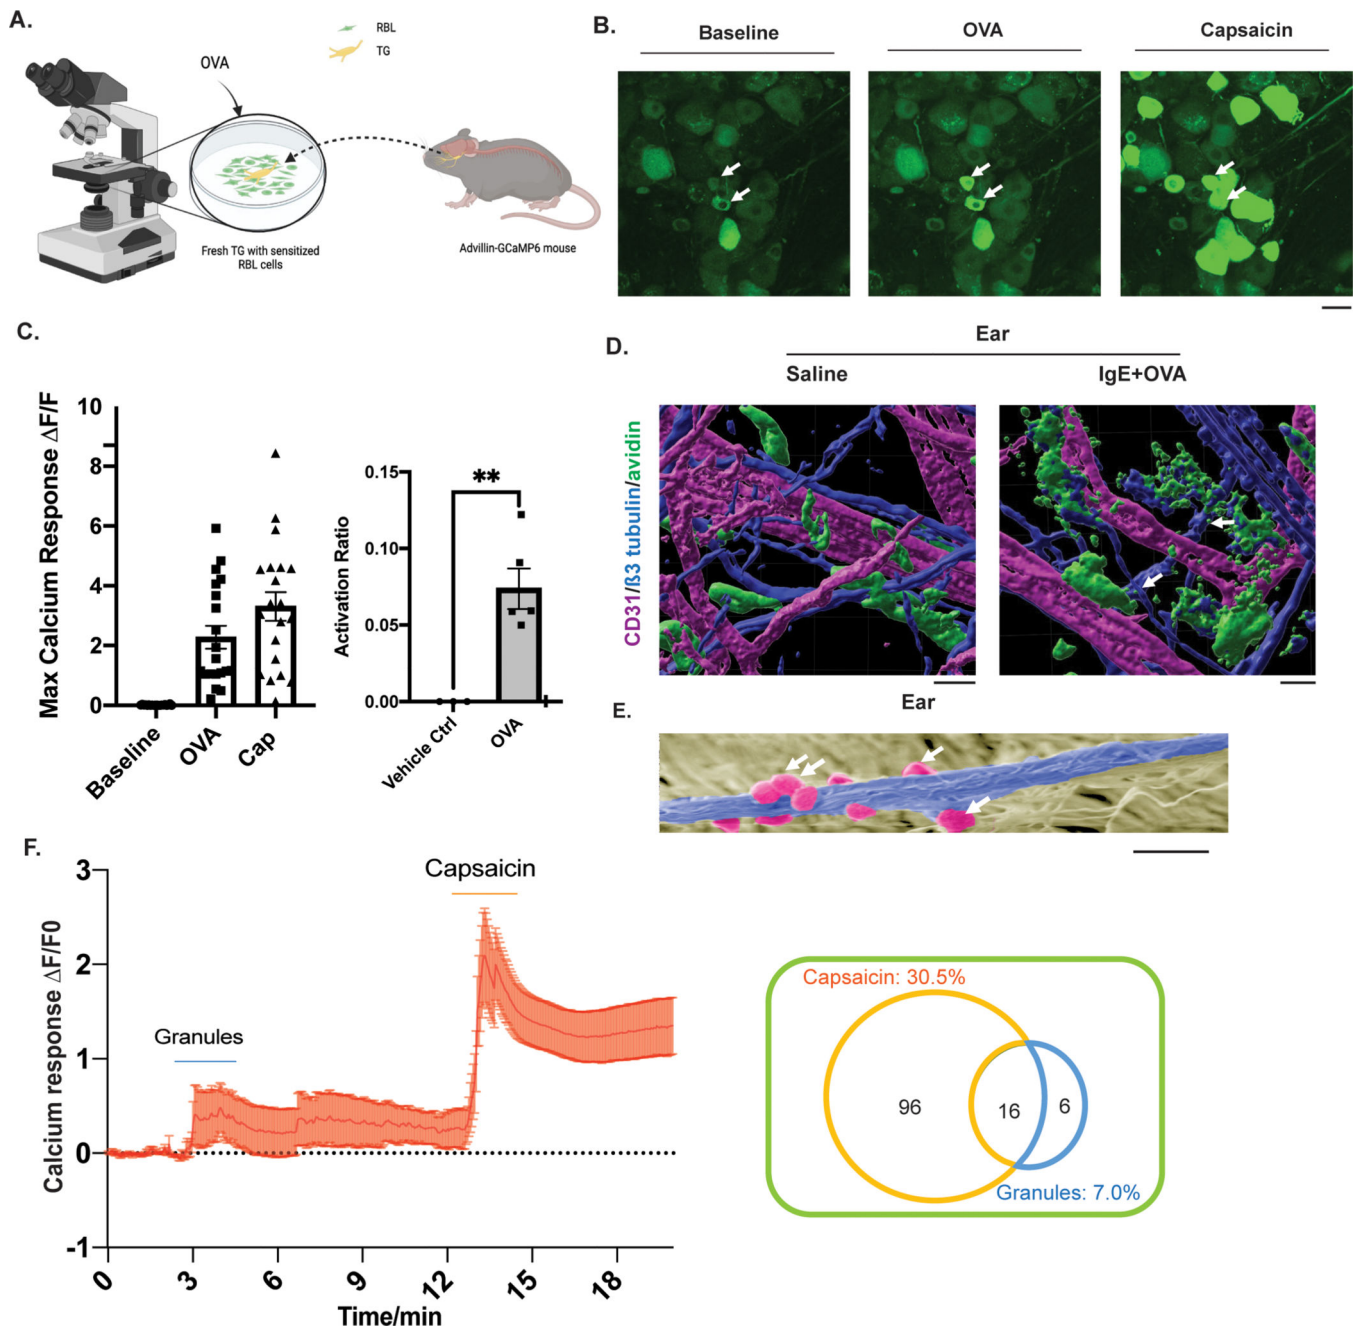 A.
RBL
TG
OVA
Fresh TG with sensitized
RBL cells
Advillin-GCaMP6 mouse
B.
Baseline
OVA
Capsaicin
C.
Max Calcium Response ΔF/F
10
8
6
4
2
0
Baseline
OVA
Cap
Activation Ratio
0.15
0.10
0.05
0.00
**
Vehicle Ctrl
OVA
D.
Ear
Saline
IgE+OVA
CD31/ß3 tubulin/avidin
E.
Ear
F.
Calcium response ΔF/F0
3
2
1
0
-1
Granules
Capsaicin
0
3
6
9
12
15
18
Time/min
Capsaicin: 30.5%
96
16
6
Granules: 7.0%